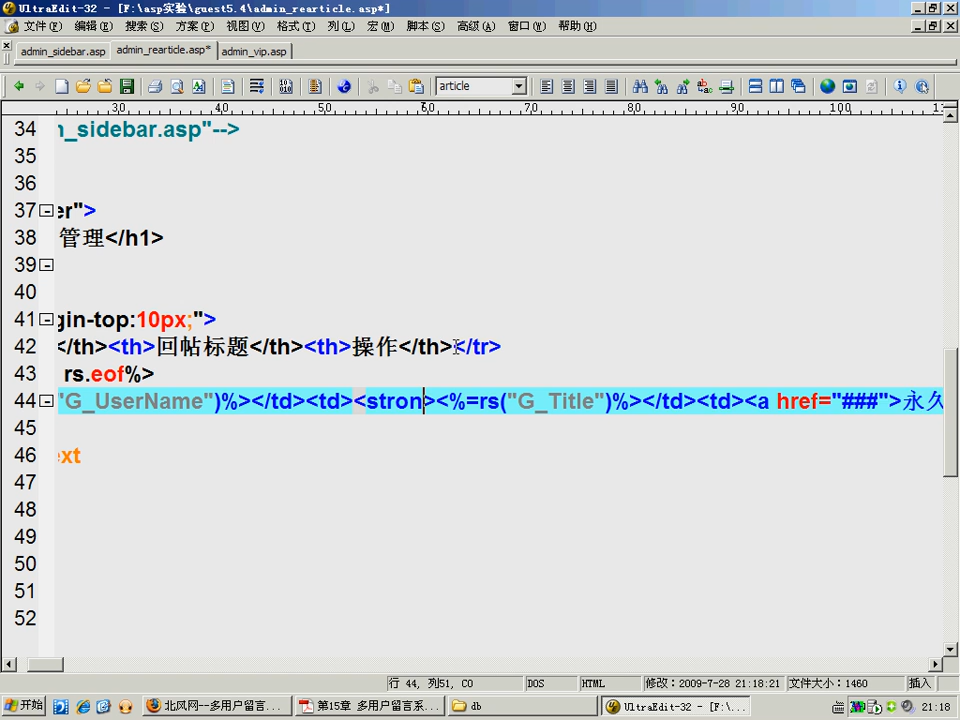 UltraEdit-32 - [F:\asp实验\guest5.4\admin_rearticle.asp*]
文件(F) 编辑(E) 搜索(S) 方案(P) 视图(V) 格式(T) 列(L) 宏(M) 脚本(S) 高级(A) 窗口(W) 帮助(H)
admin_sidebar.asp admin_rearticle.asp* admin_vip.asp
article
30 40 50 60 70 80 90 100
34 n_sidebar.asp"-->
35
36
37 er">
38 管理</h1>
39
40
41 gin-top:10px;">
42 </th><th>回帖标题</th><th>操作</th></tr>
43 rs.eof%>
44 "G_UserName")%></td><td><stron><%=rs("G_Title")%></td><td><a href="###">永久
45
46 ext
47
48
49
50
51
52
行 44, 列51, C0 DOS HTML 修改：2009-7-28 21:18:21 文件大小：1460 插入
开始 北风网--多用户留言... 第15章 多用户留言系... db UltraEdit-32 - [F:\... 21:18